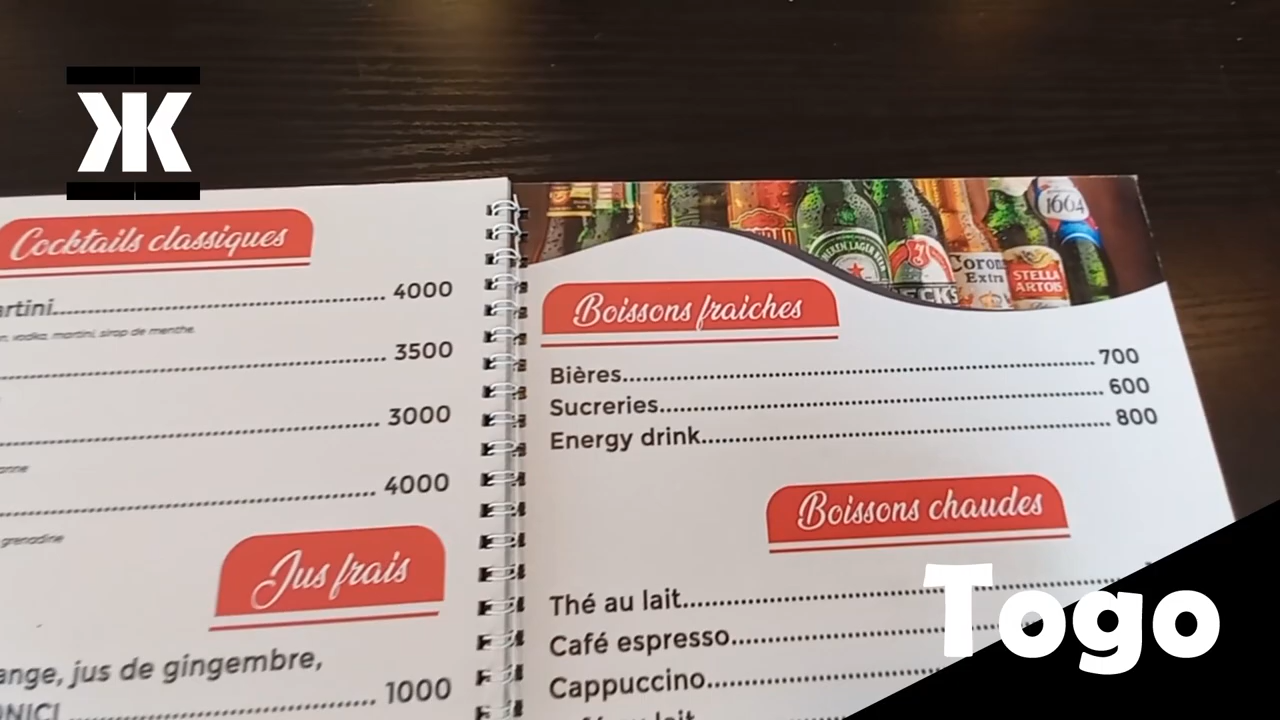 Cocktails classiques
4000
vodka, martini, sirop de menthe.
3500
3000
4000
grenadine
Jus frais
jus de gingembre,
1000
1664
Corona
Extra
STELLA
ARTOIS
Boissons fraiches
Bières 700
Sucreries 600
Energy drink 800
Boissons chaudes
Thé au lait
Café espresso
Cappuccino
Togo